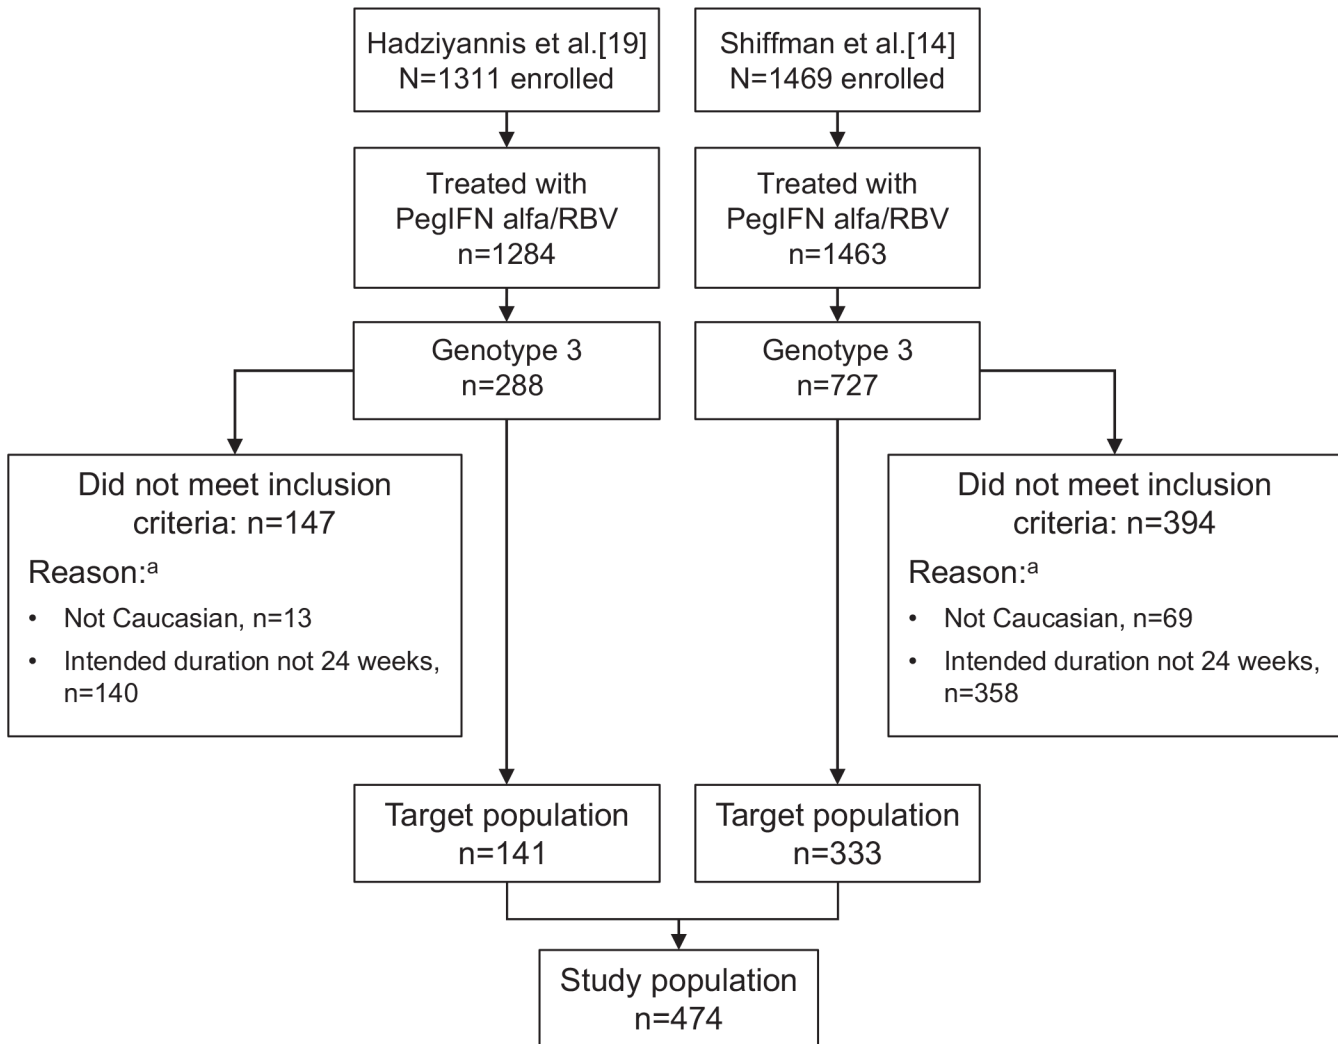 Hadziyannis et al.[19]
N=1311 enrolled
Shiffman et al.[14]
N=1469 enrolled
Treated with
PegIFN alfa/RBV
n=1284
Treated with
PegIFN alfa/RBV
n=1463
Genotype 3
n=288
Genotype 3
n=727
Did not meet inclusion
criteria: n=147
Reason:ᵃ
• Not Caucasian, n=13
• Intended duration not 24 weeks,
n=140
Did not meet inclusion
criteria: n=394
Reason:ᵃ
• Not Caucasian, n=69
• Intended duration not 24 weeks,
n=358
Target population
n=141
Target population
n=333
Study population
n=474